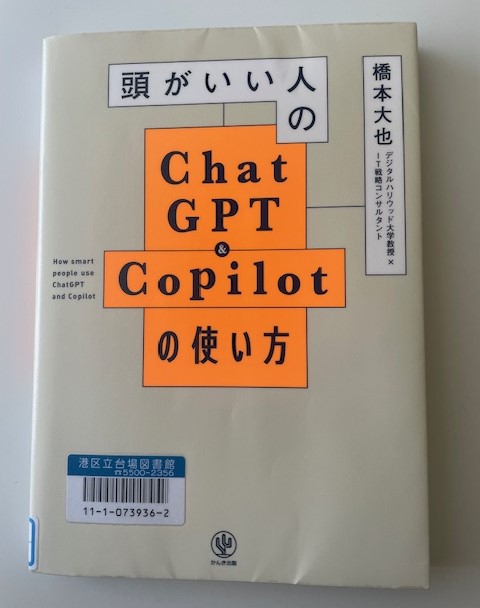 頭がいい人の
Chat
GPT
&
Copilot
の使い方
橋本大也
デジタルハリウッド大学教授×
IT戦略コンサルタント
How smart
people use
ChatGPT
and Copilot
港区立台場図書館
☎5500-2356
11-1-073936-2
かんき出版